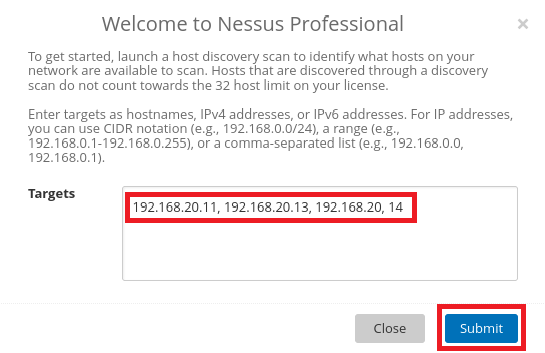 Welcome to Nessus Professional
×
To get started, launch a host discovery scan to identify what hosts on your
network are available to scan. Hosts that are discovered through a discovery
scan do not count towards the 32 host limit on your license.
Enter targets as hostnames, IPv4 addresses, or IPv6 addresses. For IP addresses,
you can use CIDR notation (e.g., 192.168.0.0/24), a range (e.g.,
192.168.0.1-192.168.0.255), or a comma-separated list (e.g., 192.168.0.0,
192.168.0.1).
Targets
192.168.20.11, 192.168.20.13, 192.168.20, 14
Close
Submit